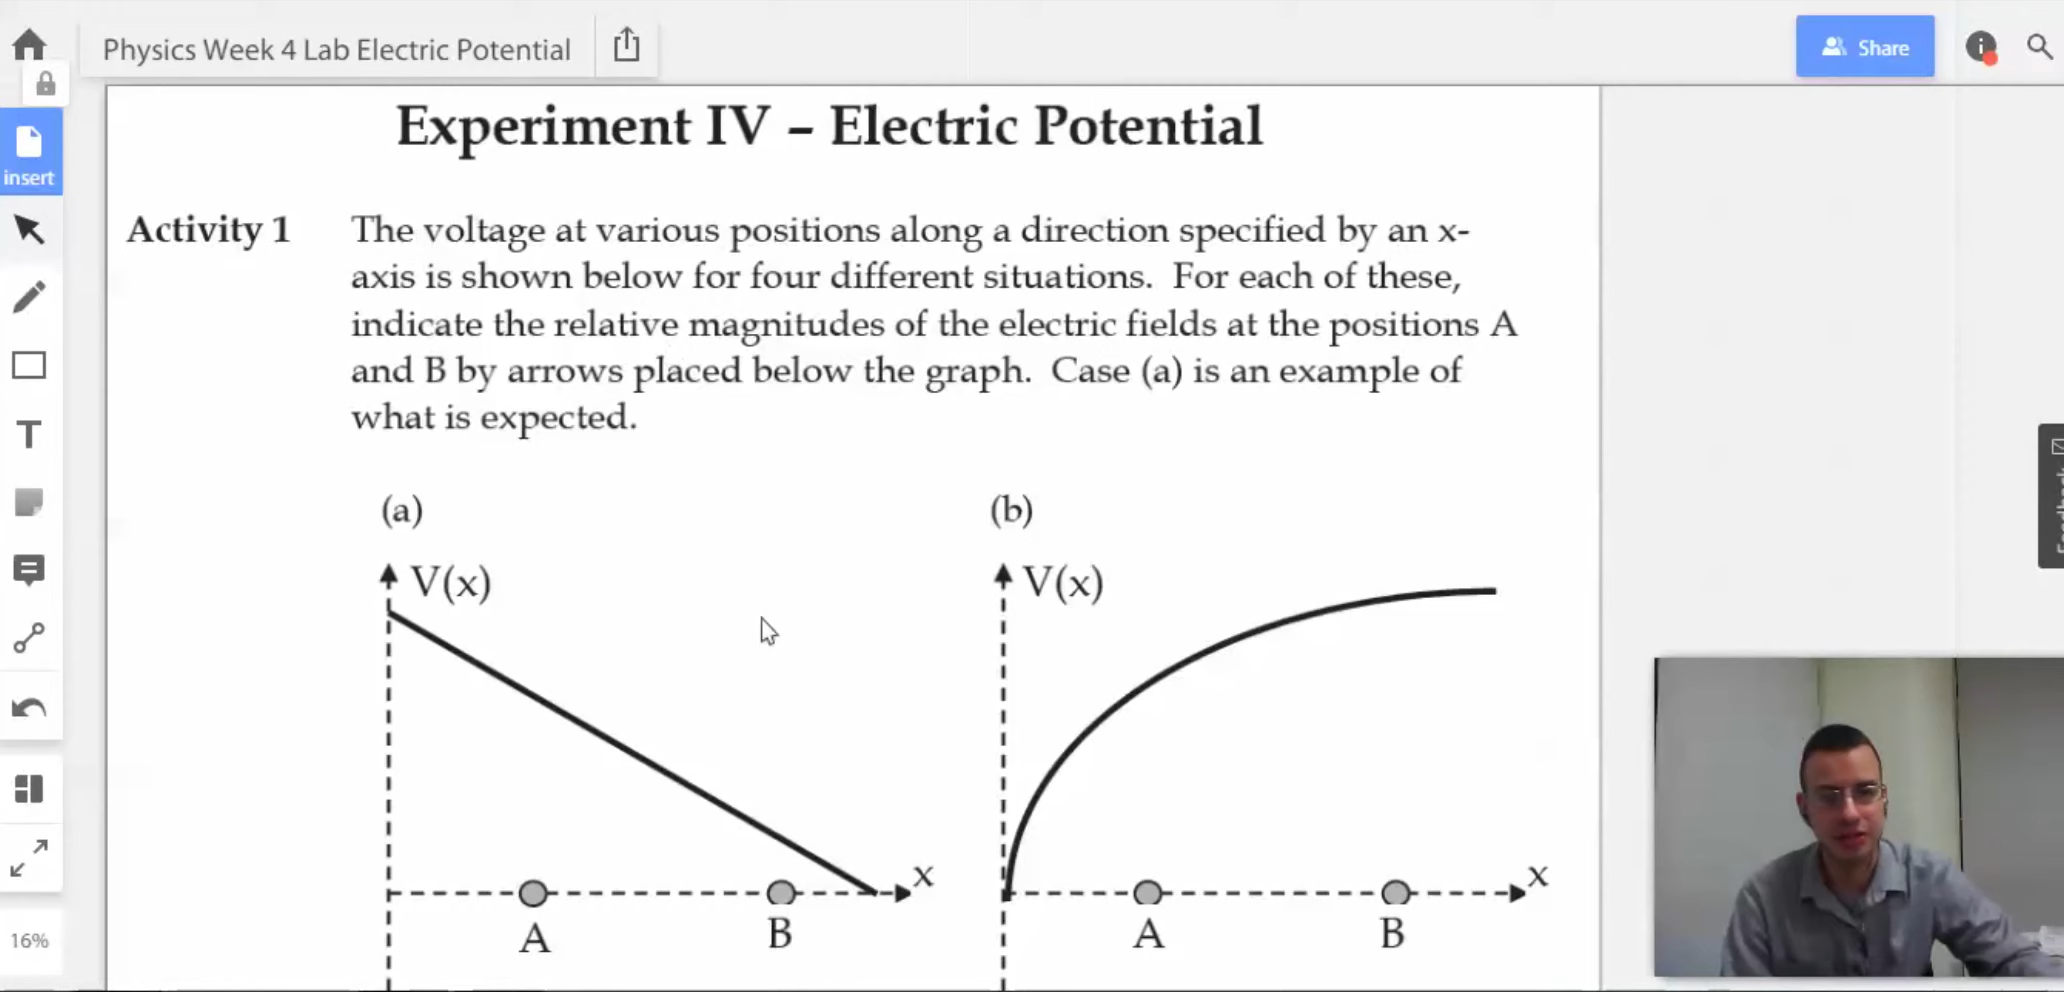 Physics Week 4 Lab Electric Potential
Share
insert
Experiment IV – Electric Potential
Activity 1 The voltage at various positions along a direction specified by an x-
axis is shown below for four different situations. For each of these,
indicate the relative magnitudes of the electric fields at the positions A
and B by arrows placed below the graph. Case (a) is an example of
what is expected.
(a)
(b)
V(x)
V(x)
x
x
A
B
A
B
T
16%